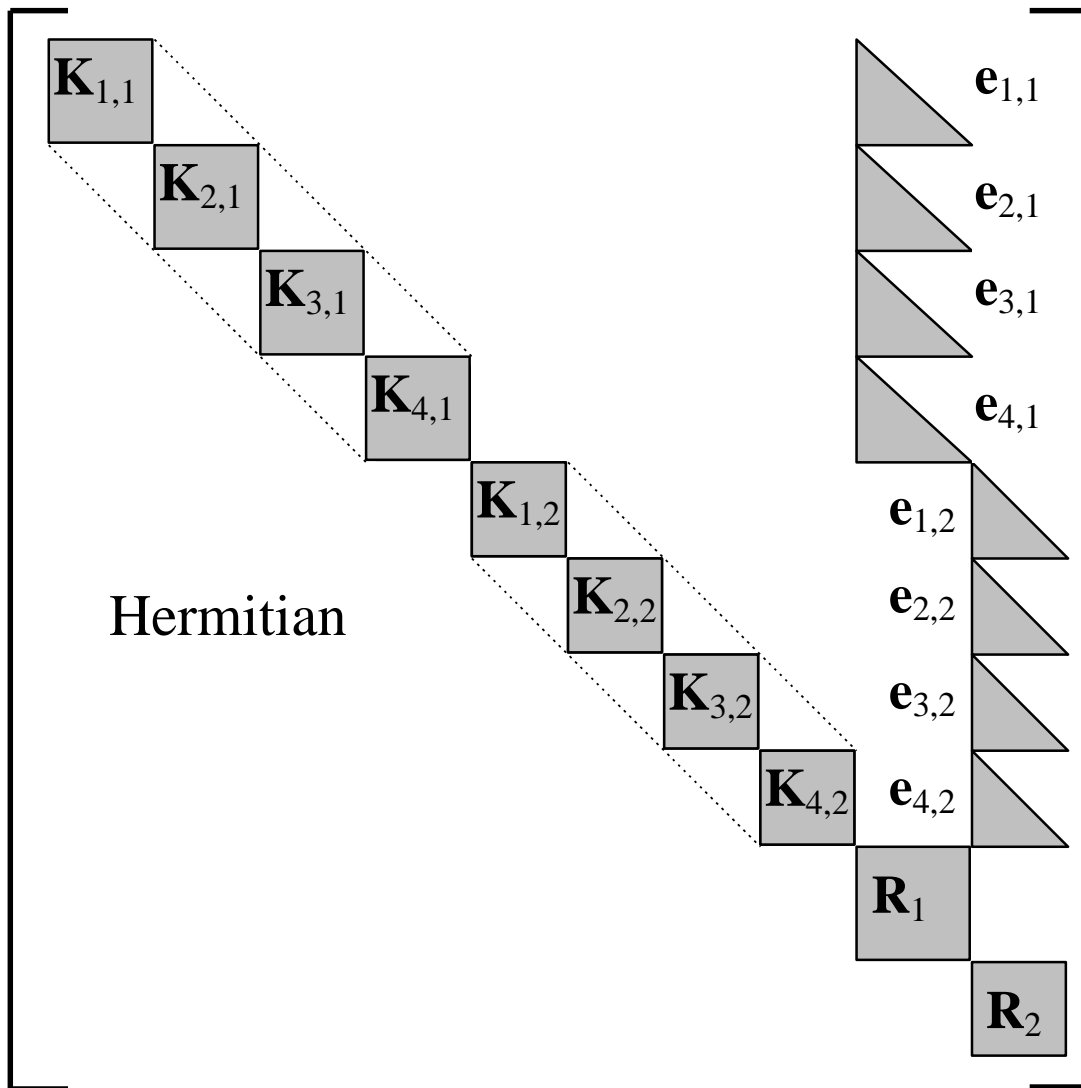 K1,1 e1,1
K2,1 e2,1
K3,1 e3,1
K4,1 e4,1
K1,2 e1,2
Hermitian K2,2 e2,2
K3,2 e3,2
K4,2 e4,2
R1
R2